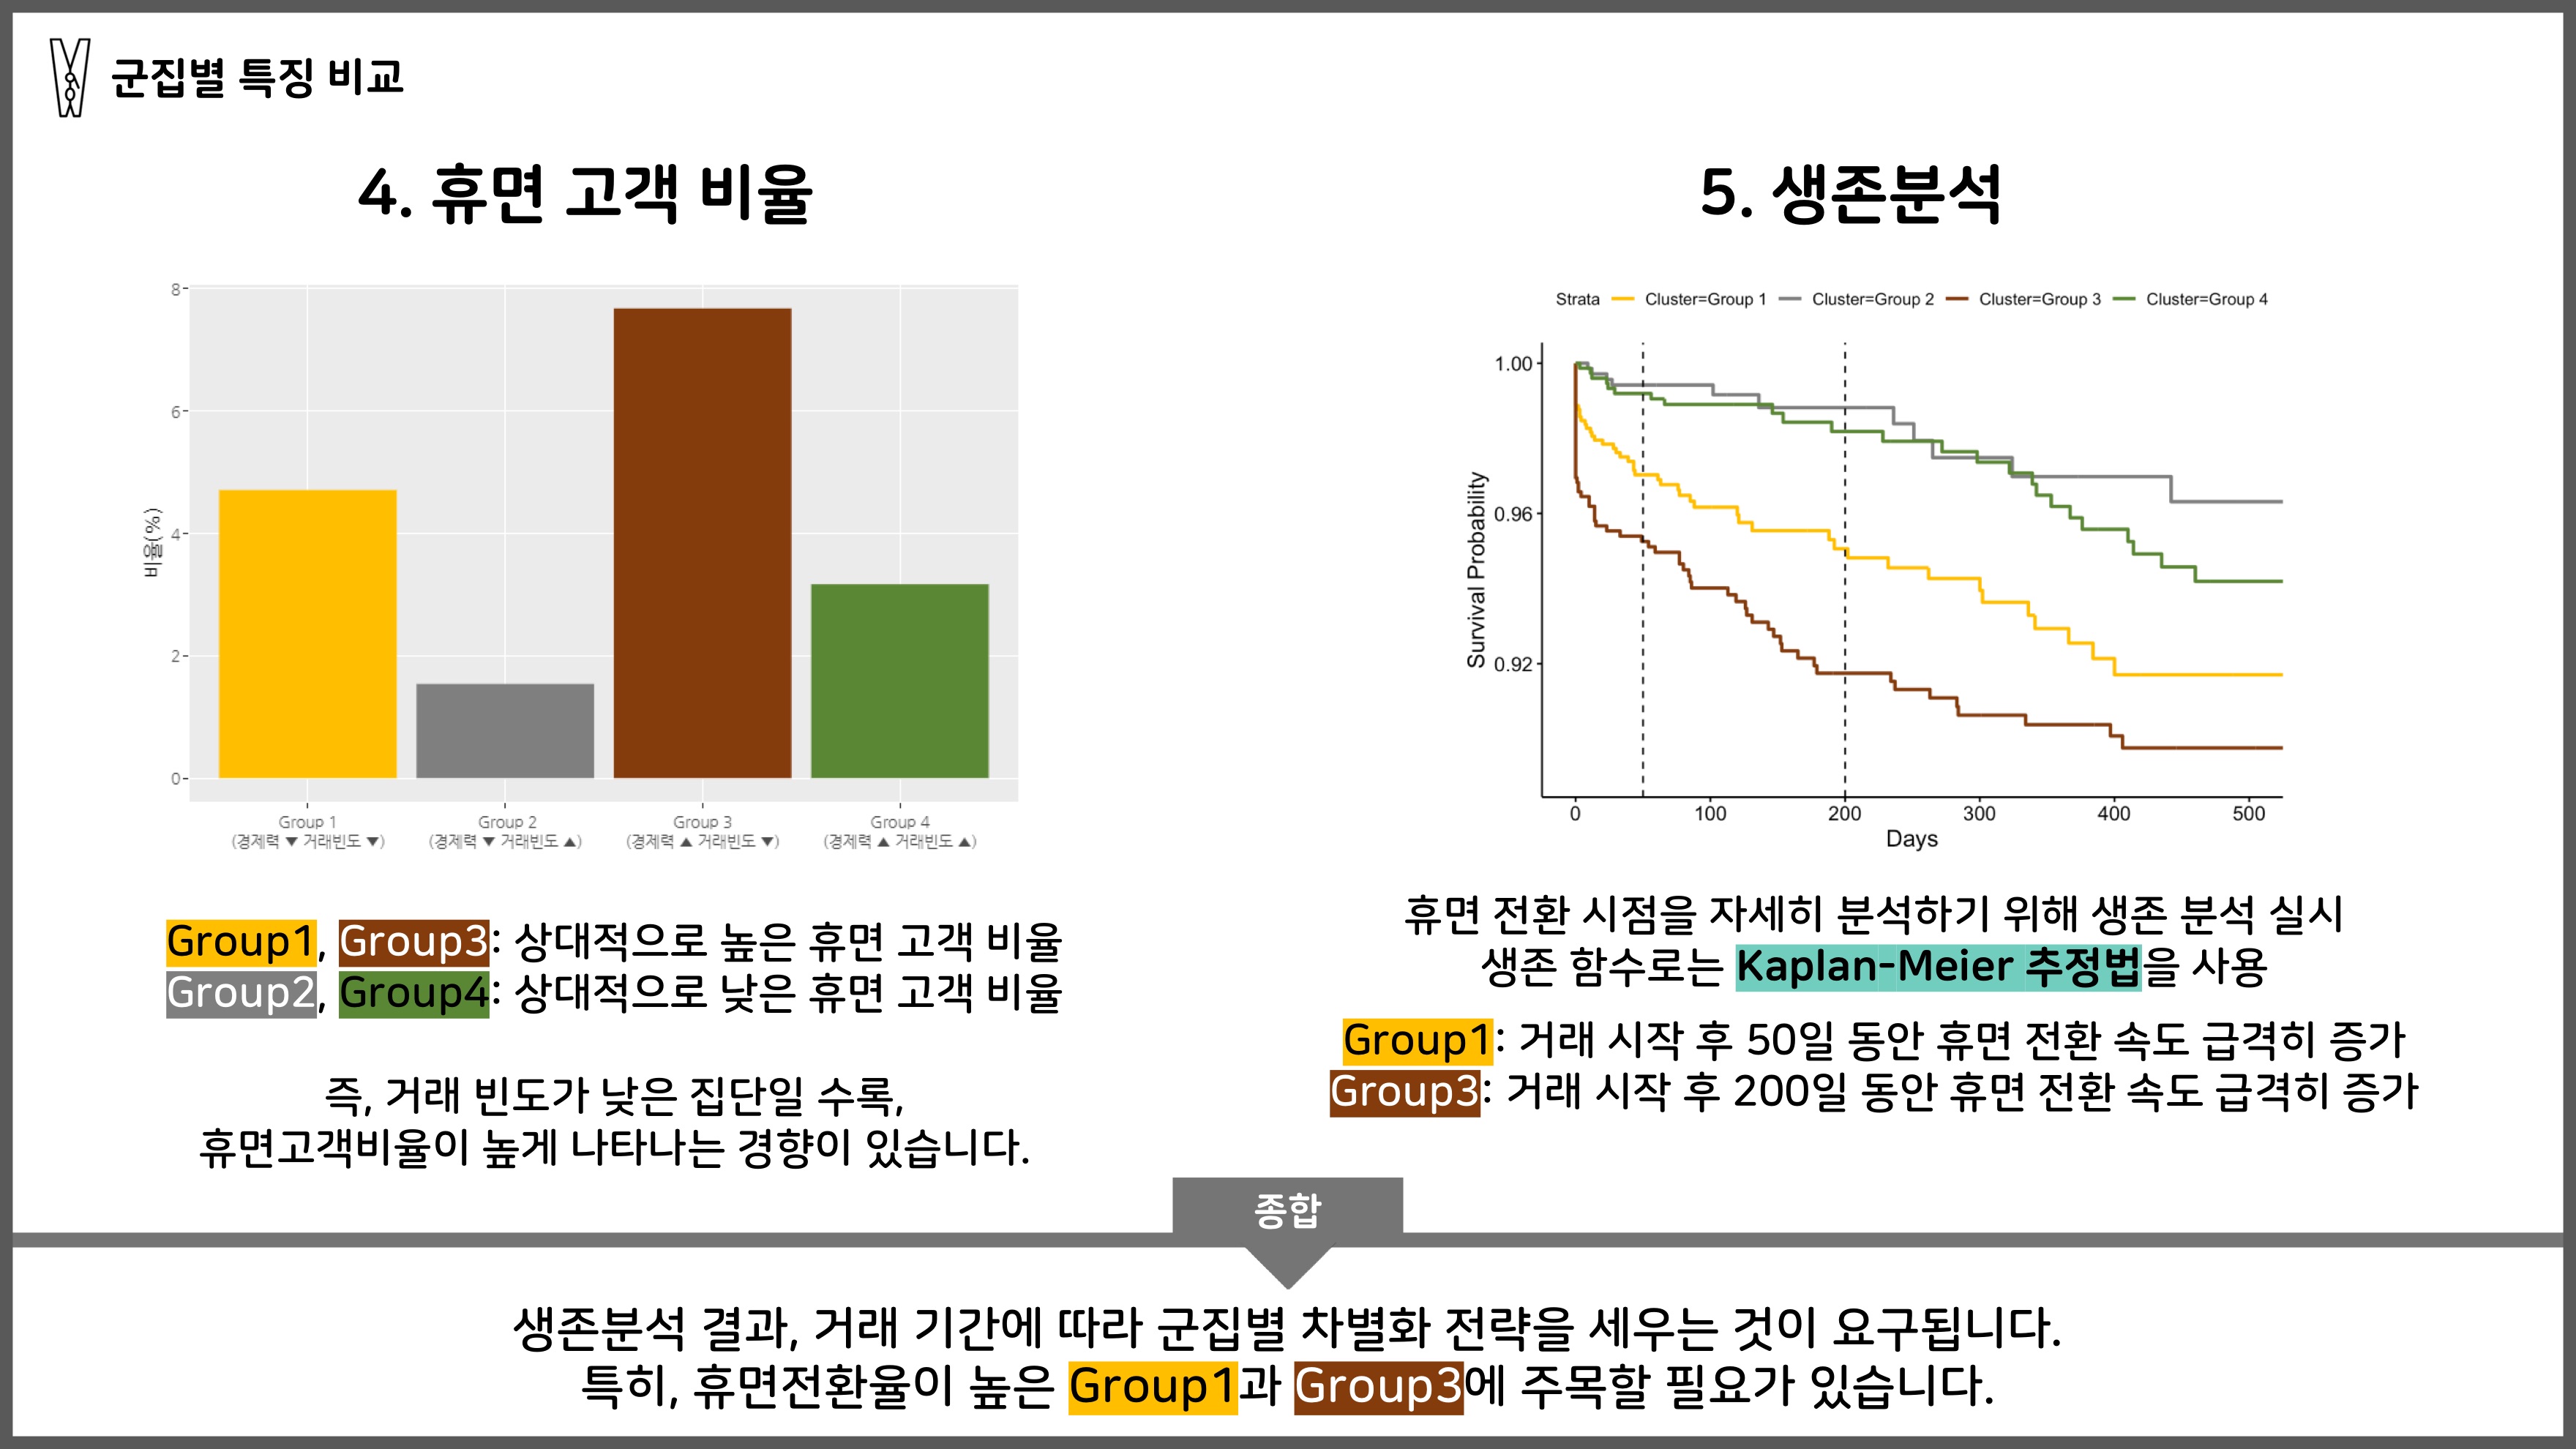 군집별 특징 비교
4. 휴면 고객 비율
8
6
4
2
0
비율(%)
Group 1
(경제력 ▼ 거래빈도 ▼)
Group 2
(경제력 ▼ 거래빈도 ▲)
Group 3
(경제력 ▲ 거래빈도 ▼)
Group 4
(경제력 ▲ 거래빈도 ▲)
Group1, Group3: 상대적으로 높은 휴면 고객 비율
Group2, Group4: 상대적으로 낮은 휴면 고객 비율
즉, 거래 빈도가 낮은 집단일 수록,
휴면고객비율이 높게 나타나는 경향이 있습니다.
5. 생존분석
Strata Cluster=Group 1 Cluster=Group 2 Cluster=Group 3 Cluster=Group 4
1.00
0.96
0.92
Survival Probability
0 100 200 300 400 500
Days
휴면 전환 시점을 자세히 분석하기 위해 생존 분석 실시
생존 함수로는 Kaplan-Meier 추정법을 사용
Group1: 거래 시작 후 50일 동안 휴면 전환 속도 급격히 증가
Group3: 거래 시작 후 200일 동안 휴면 전환 속도 급격히 증가
종합
생존분석 결과, 거래 기간에 따라 군집별 차별화 전략을 세우는 것이 요구됩니다.
특히, 휴면전환율이 높은 Group1과 Group3에 주목할 필요가 있습니다.